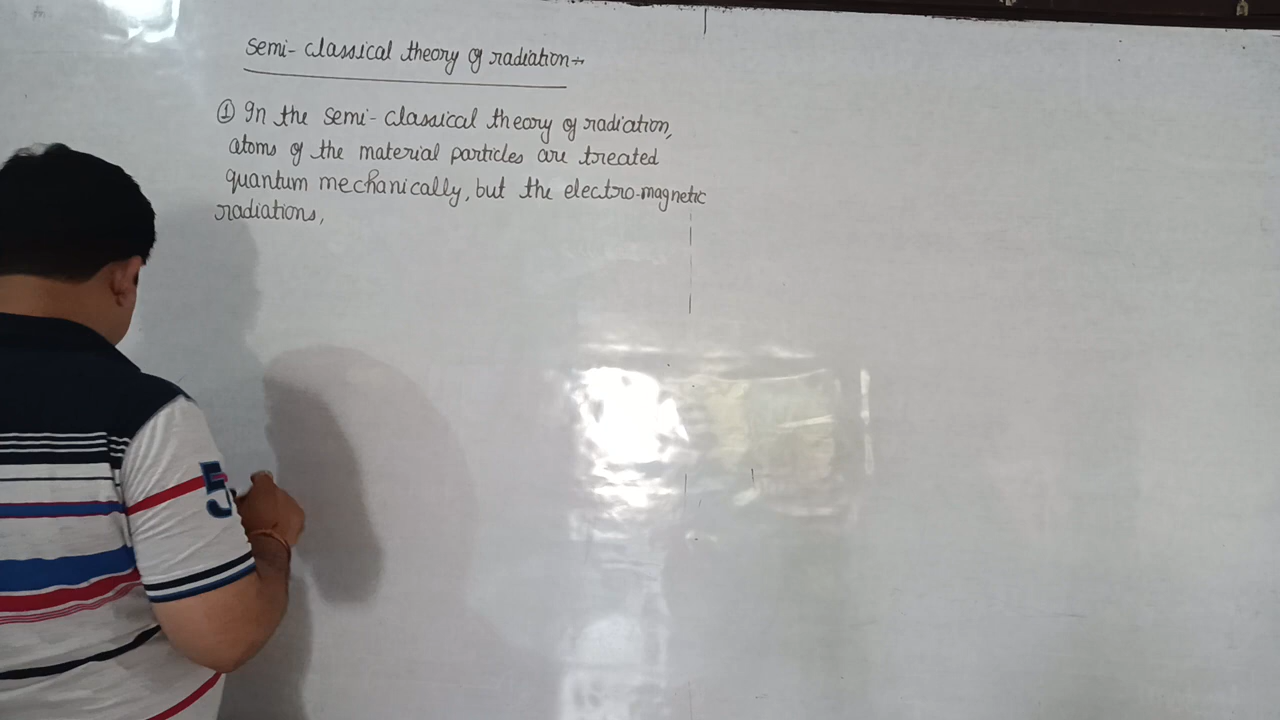 Semi-classical theory of radiation→
① In the semi-classical theory of radiation,
atoms of the material particles are treated
quantum mechanically, but the electro-magnetic
radiations,
5